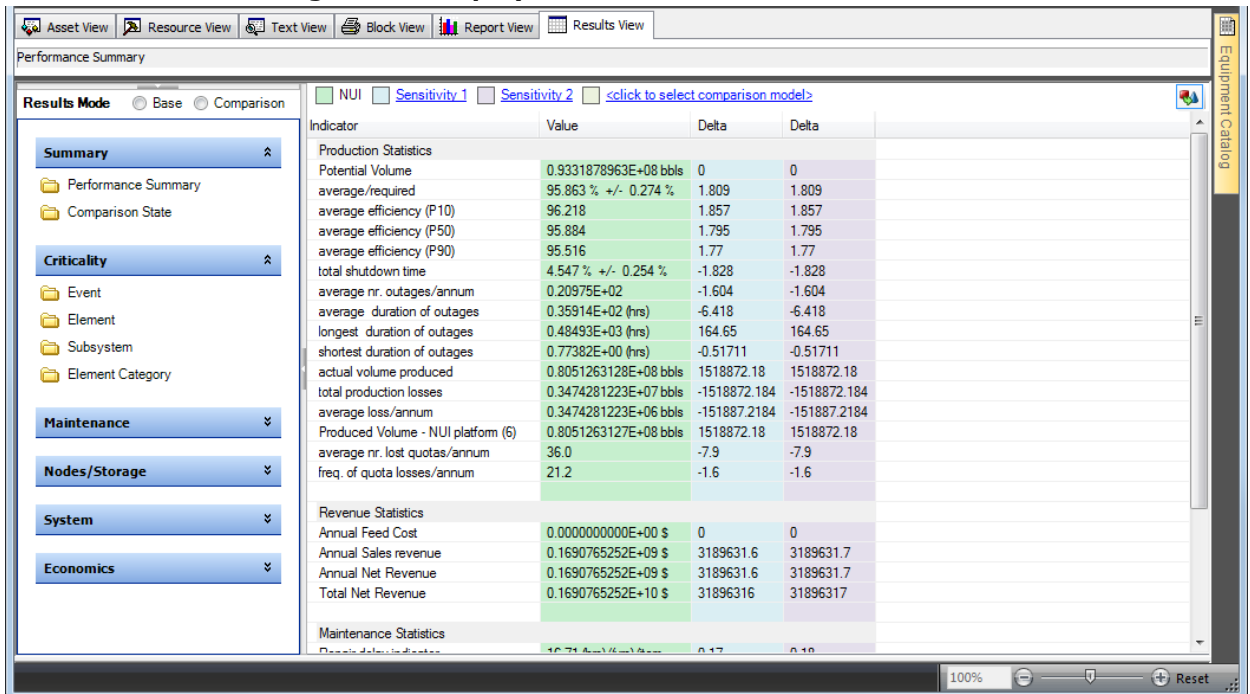 Asset View Resource View Text View Block View Report View Results View
Performance Summary
Equipment Catalog
Results Mode Base Comparison
Summary
Performance Summary
Comparison State
Criticality
Event
Element
Subsystem
Element Category
Maintenance
Nodes/Storage
System
Economics
NUI Sensitivity 1 Sensitivity 2 <click to select comparison model>
Indicator Value Delta Delta
Production Statistics
Potential Volume 0.9331878963E+08 bbls 0 0
average/required 95.863 % +/- 0.274 % 1.809 1.809
average efficiency (P10) 96.218 1.857 1.857
average efficiency (P50) 95.884 1.795 1.795
average efficiency (P90) 95.516 1.77 1.77
total shutdown time 4.547 % +/- 0.254 % -1.828 -1.828
average nr. outages/annum 0.20975E+02 -1.604 -1.604
average duration of outages 0.35914E+02 (hrs) -6.418 -6.418
longest duration of outages 0.48493E+03 (hrs) 164.65 164.65
shortest duration of outages 0.77382E+00 (hrs) -0.51711 -0.51711
actual volume produced 0.8051263128E+08 bbls 1518872.18 1518872.18
total production losses 0.3474281223E+07 bbls -1518872.184 -1518872.184
average loss/annum 0.3474281223E+06 bbls -151887.2184 -151887.2184
Produced Volume - NUI platform (6) 0.8051263127E+08 bbls 1518872.18 1518872.18
average nr. lost quotas/annum 36.0 -7.9 -7.9
freq. of quota losses/annum 21.2 -1.6 -1.6
Revenue Statistics
Annual Feed Cost 0.0000000000E+00 $ 0 0
Annual Sales revenue 0.1690765252E+09 $ 3189631.6 3189631.7
Annual Net Revenue 0.1690765252E+09 $ 3189631.6 3189631.7
Total Net Revenue 0.1690765252E+10 $ 31896316 31896317
Maintenance Statistics
100% Reset